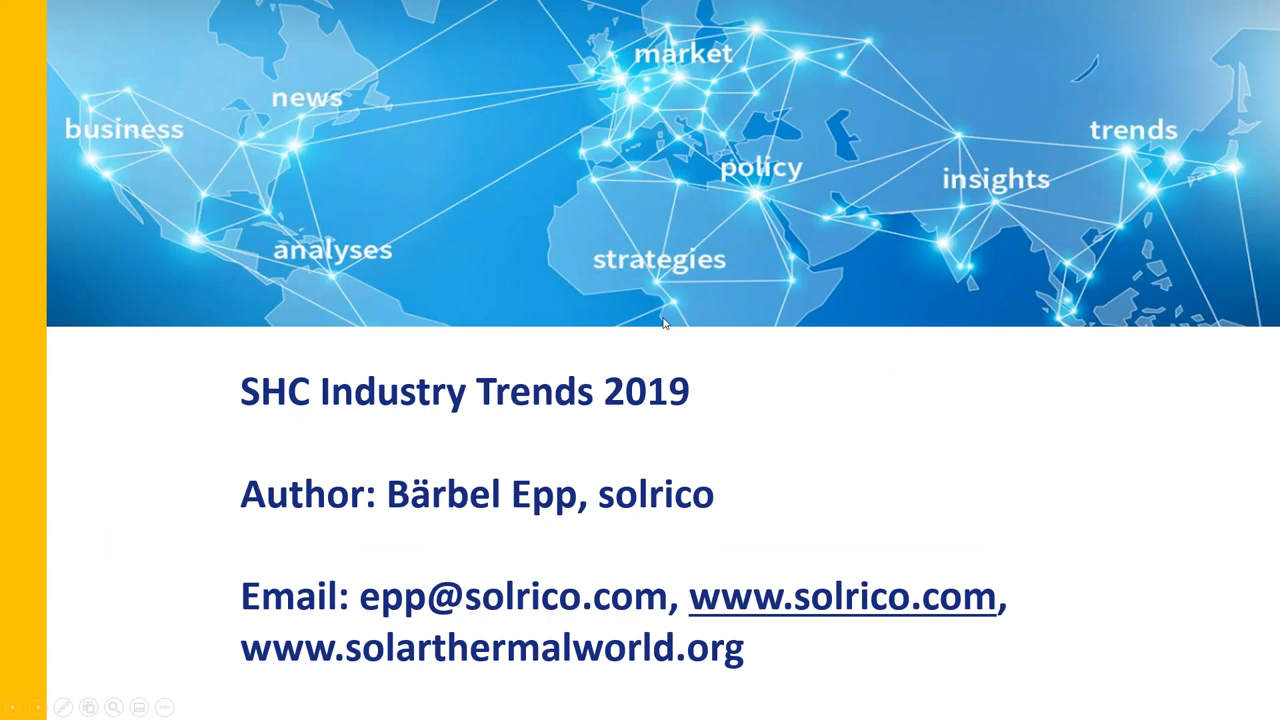 market
news
business
trends
policy
insights
analyses
strategies
SHC Industry Trends 2019
Author: Bärbel Epp, solrico
Email: epp@solrico.com, www.solrico.com,
www.solarthermalworld.org